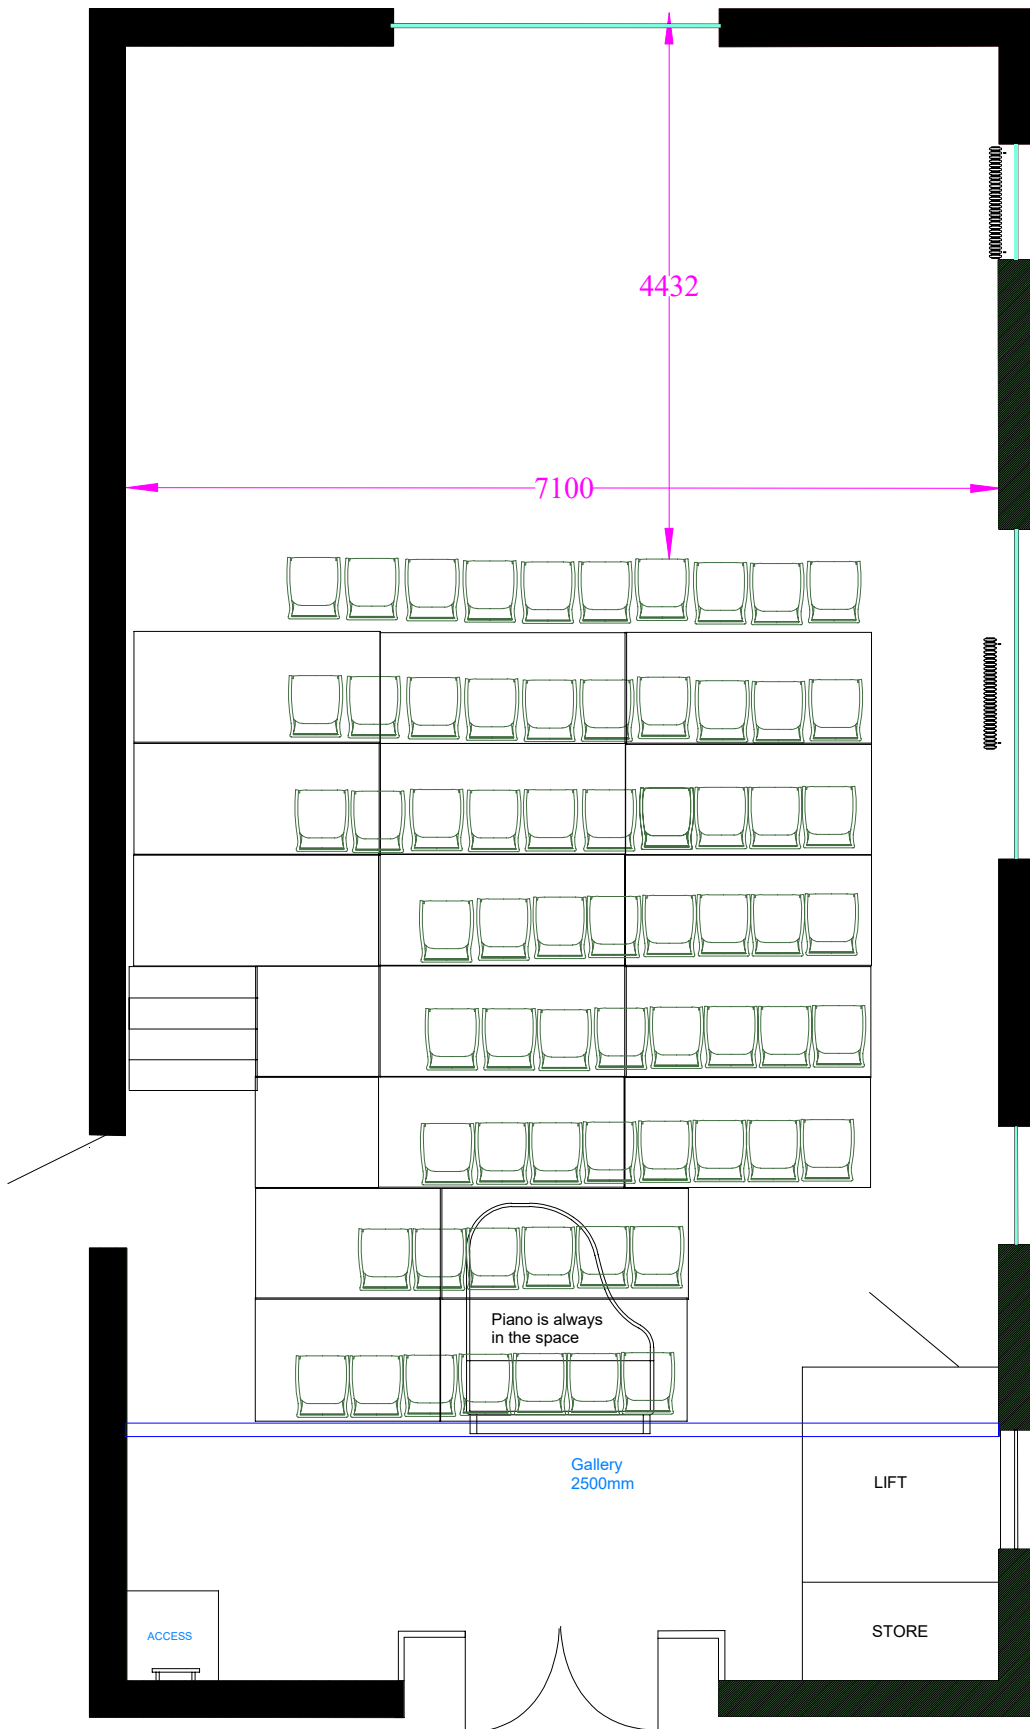 4432
7100
Piano is always
in the space
Gallery
2500mm
LIFT
STORE
ACCESS